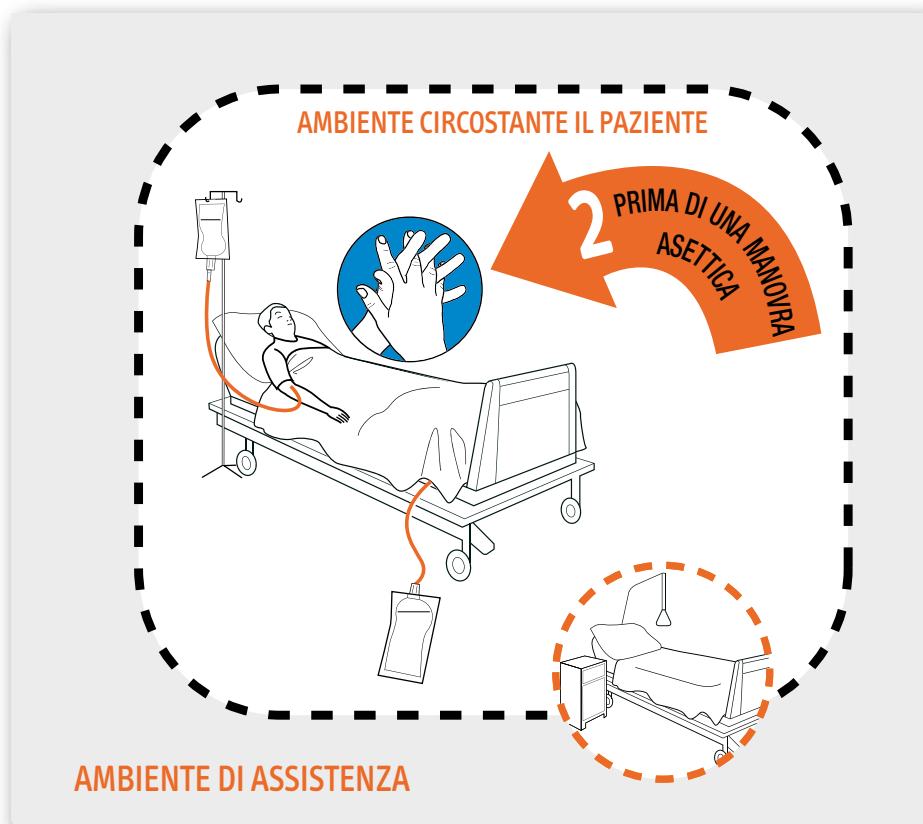 AMBIENTE CIRCOSTANTE IL PAZIENTE
2
PRIMA DI UNA MANOVRA
ASETTICA
AMBIENTE DI ASSISTENZA